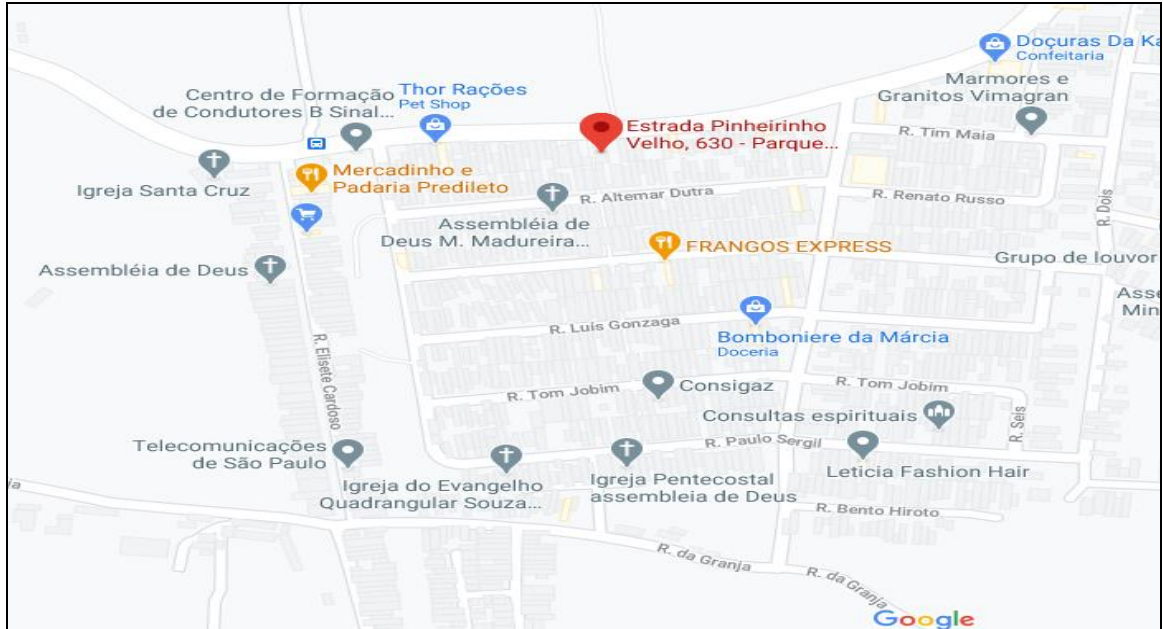 Doçuras Da Ka
Confeitaria
Marmores e
Granitos Vimagran
Centro de Formação
de Condutores B Sinal...
Thor Rações
Pet Shop
Estrada Pinheirinho
Velho, 630 - Parque...
R. Tim Maia
Igreja Santa Cruz
Mercadinho e
Padaria Predileto
R. Altemar Dutra
R. Renato Russo
R. Dois
Assembléia de
Deus M. Madureira...
FRANGOS EXPRESS
Grupo de louvor
Assembléia de Deus
Asse
Min
R. Luís Gonzaga
Bomboniere da Márcia
Doceria
R. Elisete Cardoso
R. Tom Jobim
Consigaz
R. Tom Jobim
Consultas espirituais
R. Seis
Telecomunicações
de São Paulo
R. Paulo Sergil
Igreja do Evangelho
Quadrangular Souza...
Igreja Pentecostal
assembleia de Deus
Leticia Fashion Hair
ia
R. Bento Hiroto
R. da Granja
R. da Granja
Google